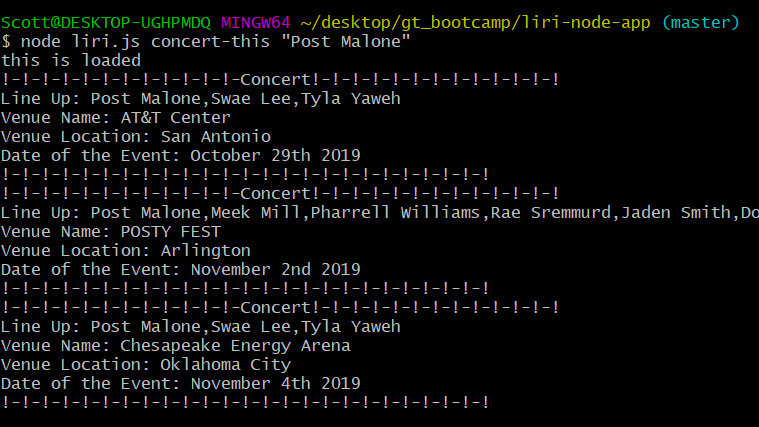 Scott@DESKTOP-UGHPMDQ MINGW64 ~/desktop/gt_bootcamp/liri-node-app (master)
$ node liri.js concert-this "Post Malone"
this is loaded
!-!-!-!-!-!-!-!-!-!-!-!-Concert!-!-!-!-!-!-!-!-!-!-!-!-!
Line Up: Post Malone,Swae Lee,Tyla Yaweh
Venue Name: AT&T Center
Venue Location: San Antonio
Date of the Event: October 29th 2019
!-!-!-!-!-!-!-!-!-!-!-!-!-!-!-!-!-!-!-!-!-!-!-!-!
!-!-!-!-!-!-!-!-!-!-!-!-Concert!-!-!-!-!-!-!-!-!-!-!-!-!
Line Up: Post Malone,Meek Mill,Pharrell Williams,Rae Sremmurd,Jaden Smith,Do
Venue Name: POSTY FEST
Venue Location: Arlington
Date of the Event: November 2nd 2019
!-!-!-!-!-!-!-!-!-!-!-!-!-!-!-!-!-!-!-!-!-!-!-!-!
!-!-!-!-!-!-!-!-!-!-!-!-Concert!-!-!-!-!-!-!-!-!-!-!-!-!
Line Up: Post Malone,Swae Lee,Tyla Yaweh
Venue Name: Chesapeake Energy Arena
Venue Location: Oklahoma City
Date of the Event: November 4th 2019
!-!-!-!-!-!-!-!-!-!-!-!-!-!-!-!-!-!-!-!-!-!-!-!-!